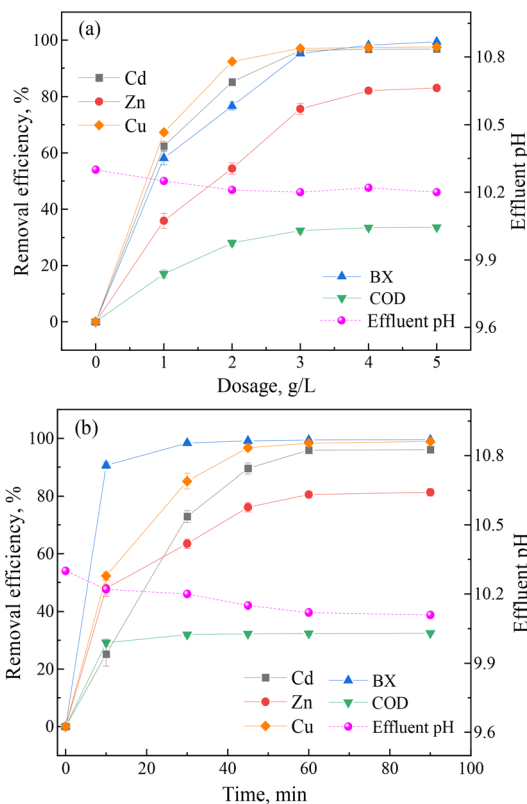 (a)
100
80
60
40
20
0
Removal efficiency, %
Cd
Zn
Cu
BX
COD
Effluent pH
10.8
10.5
10.2
9.9
9.6
Effluent pH
0 1 2 3 4 5
Dosage, g/L
(b)
100
80
60
40
20
0
Removal efficiency, %
Cd
Zn
Cu
BX
COD
Effluent pH
10.8
10.5
10.2
9.9
9.6
Effluent pH
0 20 40 60 80 100
Time, min